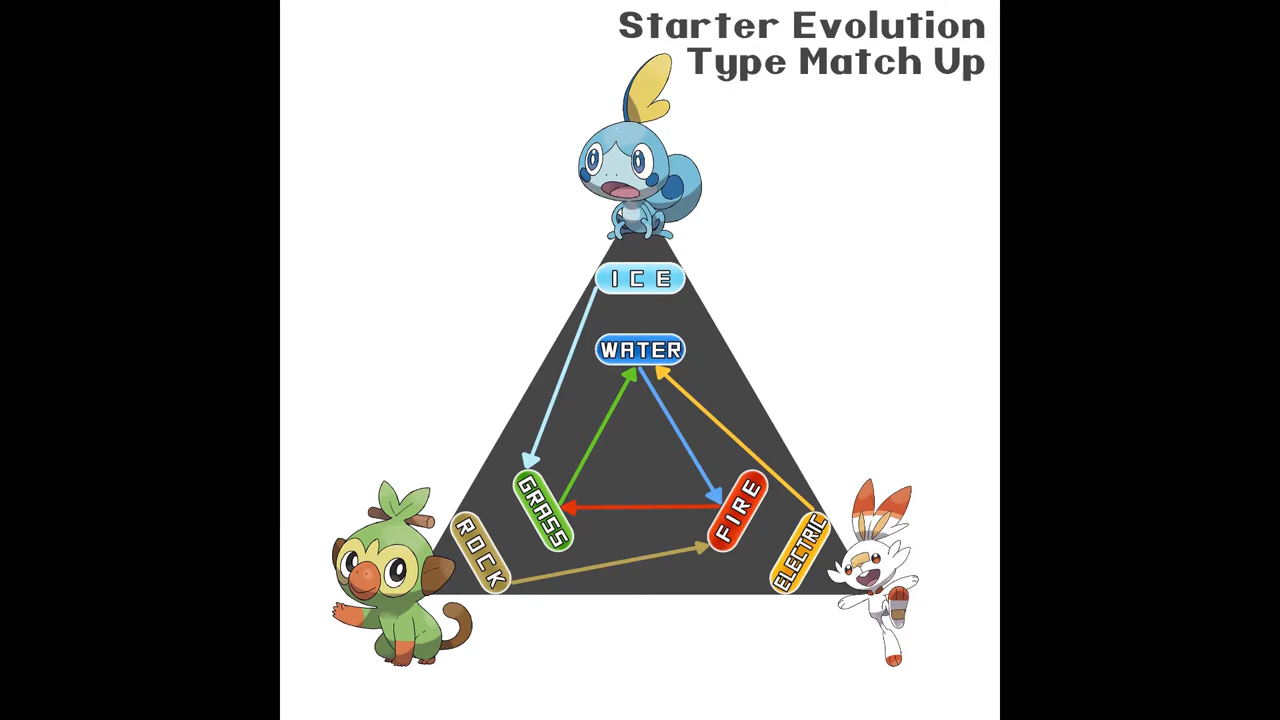 Starter Evolution
Type Match Up
ICE
WATER
GRASS
FIRE
ROCK
ELECTRIC